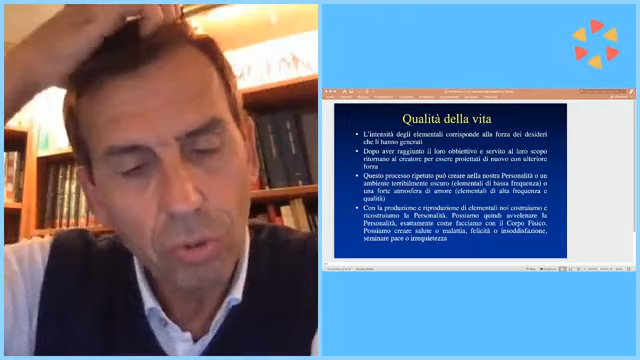 Qualità della vita
• L'intensità degli elementali corrisponde alla forza dei desideri
che li hanno generati
• Dopo aver raggiunto il loro obbiettivo e servito al loro scopo
ritornano al creatore per essere proiettati di nuovo con ulteriore
forza
• Questo processo ripetuto può creare nella nostra Personalità o un
ambiente terribilmente oscuro (elementali di bassa frequenza) o
una forte atmosfera di amore (elementali di alta frequenza e
qualità)
• Con la produzione e riproduzione di elementali noi costruiamo e
ricostruiamo la Personalità. Possiamo quindi avvelenare la
Personalità, esattamente come facciamo con il Corpo Fisico.
Possiamo creare salute o malattia, felicità o insoddisfazione,
seminare pace o irrequietezza